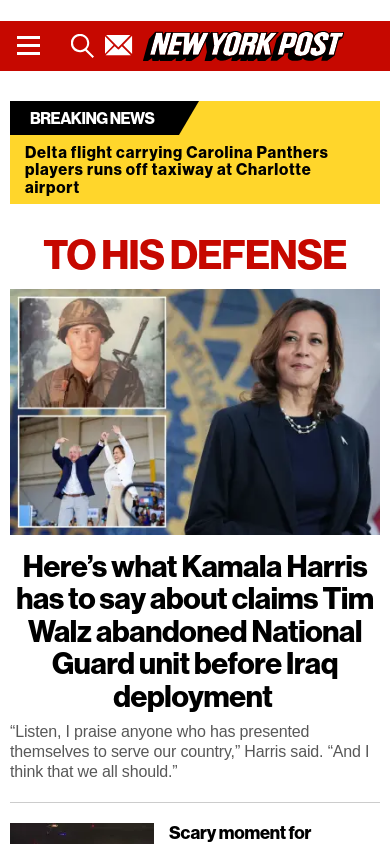 NEW YORK POST
BREAKING NEWS
Delta flight carrying Carolina Panthers
players runs off taxiway at Charlotte
airport
TO HIS DEFENSE
Here’s what Kamala Harris
has to say about claims Tim
Walz abandoned National
Guard unit before Iraq
deployment
“Listen, I praise anyone who has presented
themselves to serve our country,” Harris said. “And I
think that we all should.”
Scary moment for